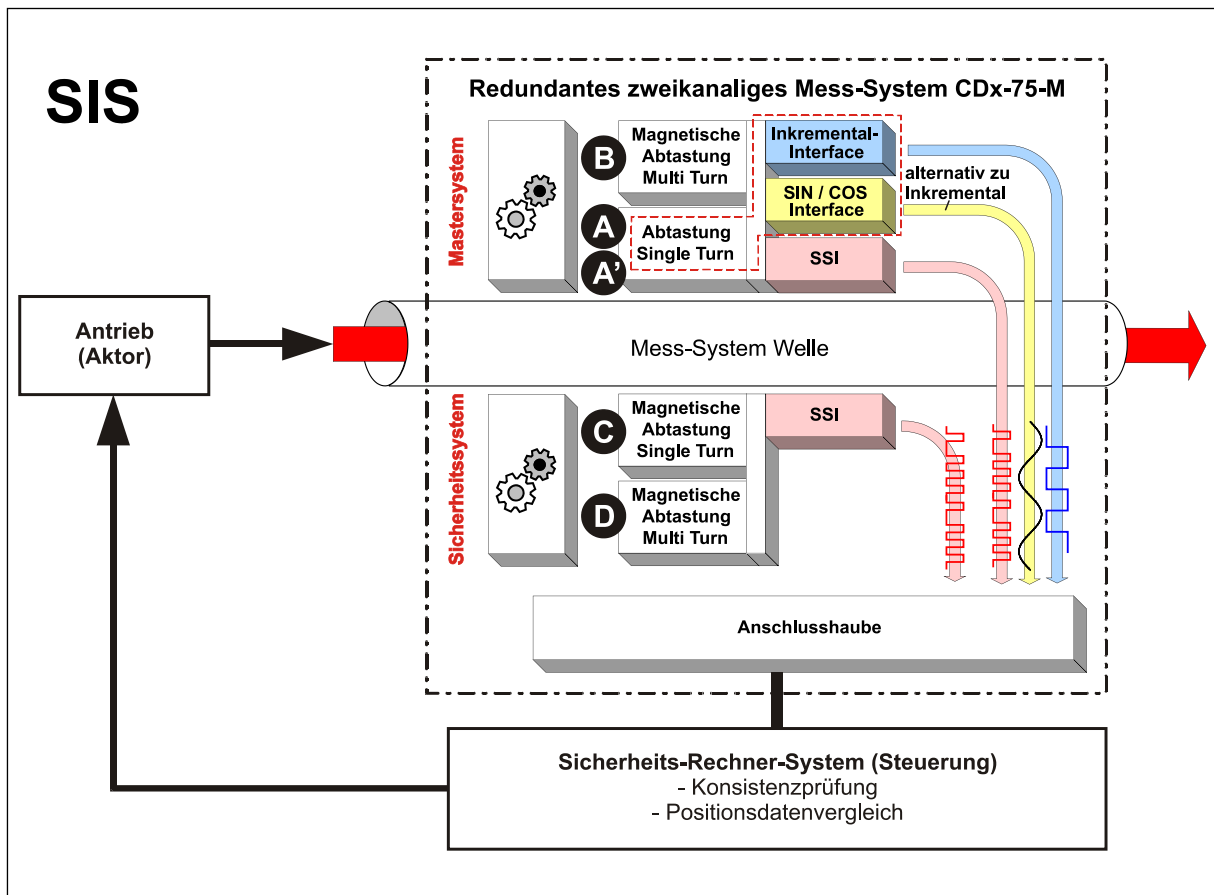 SIS
Redundantes zweikanaliges Mess-System CDx-75-M
Mastersystem
B
Magnetische
Abtastung
Multi Turn
A
A’
Abtastung
Single Turn
Inkremental-
Interface
SIN / COS
Interface
SSI
alternativ zu
Inkremental
Antrieb
(Aktor)
Mess-System Welle
Sicherheitssystem
C
Magnetische
Abtastung
Single Turn
D
Magnetische
Abtastung
Multi Turn
SSI
Anschlusshaube
Sicherheits-Rechner-System (Steuerung)
- Konsistenzprüfung
- Positionsdatenvergleich